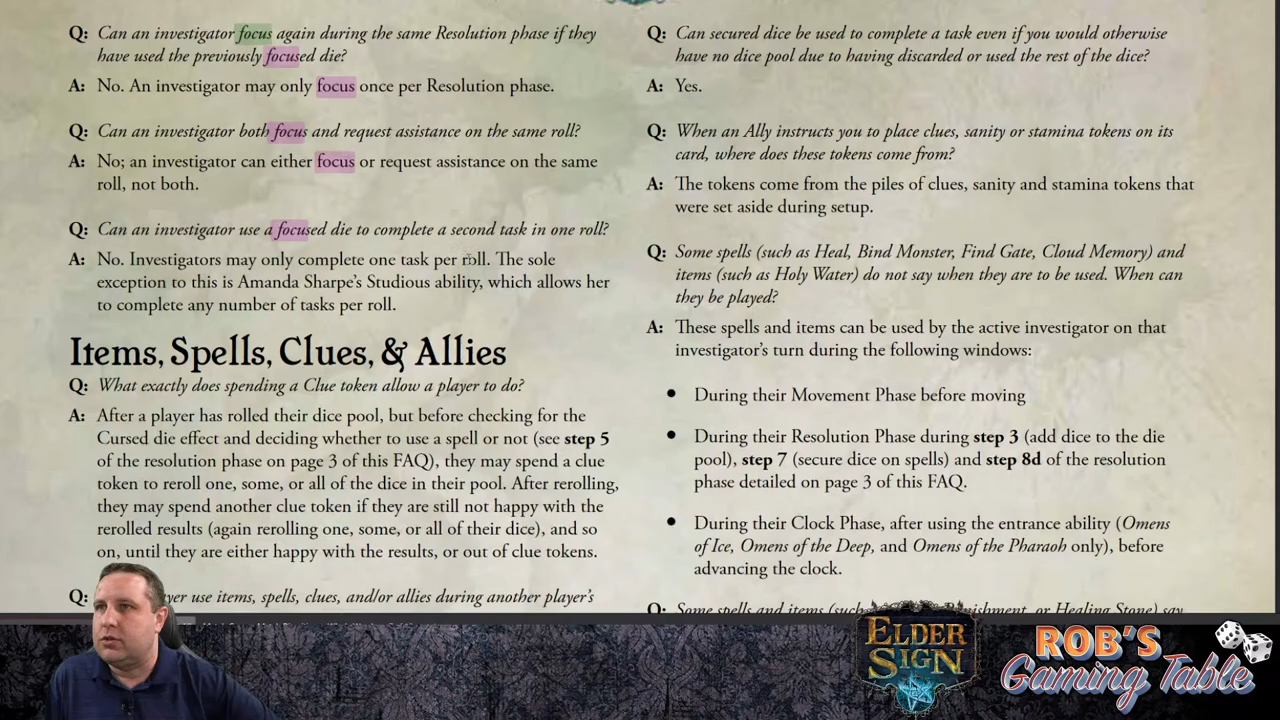 Q: Can an investigator focus again during the same Resolution phase if they
have used the previously focused die?
A: No. An investigator may only focus once per Resolution phase.
Q: Can an investigator both focus and request assistance on the same roll?
A: No; an investigator can either focus or request assistance on the same
roll, not both.
Q: Can an investigator use a focused die to complete a second task in one roll?
A: No. Investigators may only complete one task per roll. The sole
exception to this is Amanda Sharpe's Studious ability, which allows her
to complete any number of tasks per roll.
Items, Spells, Clues, & Allies
Q: What exactly does spending a Clue token allow a player to do?
A: After a player has rolled their dice pool, but before checking for the
Cursed die effect and deciding whether to use a spell or not (see step 5
of the resolution phase on page 3 of this FAQ), they may spend a clue
token to reroll one, some, or all of the dice in their pool. After rerolling,
they may spend another clue token if they are still not happy with the
rerolled results (again rerolling one, some, or all of their dice), and so
on, until they are either happy with the results, or out of clue tokens.
Q: use items, spells, clues, and/or allies during another player's
Q: Can secured dice be used to complete a task even if you would otherwise
have no dice pool due to having discarded or used the rest of the dice?
A: Yes.
Q: When an Ally instructs you to place clues, sanity or stamina tokens on its
card, where does these tokens come from?
A: The tokens come from the piles of clues, sanity and stamina tokens that
were set aside during setup.
Q: Some spells (such as Heal, Bind Monster, Find Gate, Cloud Memory) and
items (such as Holy Water) do not say when they are to be used. When can
they be played?
A: These spells and items can be used by the active investigator on that
investigator's turn during the following windows:
• During their Movement Phase before moving
• During their Resolution Phase during step 3 (add dice to the die
pool), step 7 (secure dice on spells) and step 8d of the resolution
phase detailed on page 3 of this FAQ.
• During their Clock Phase, after using the entrance ability (Omens
of Ice, Omens of the Deep, and Omens of the Pharaoh only), before
advancing the clock.
Q: Some spells and items (such or Healing Stone) say
ELDER
SIGN
ROB'S
Gaming Table